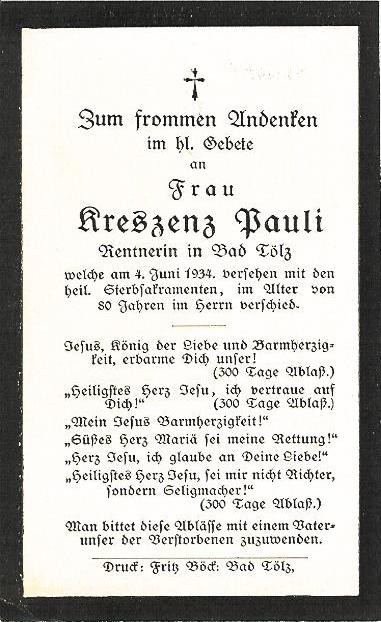 Zum frommen Andenken
im hl. Gebete
an
Frau
Kreszenz Pauli
Rentnerin in Bad Tölz
welche am 4. Juni 1934. versehen mit den
heil. Sterbsakramenten, im Alter von
80 Jahren im Herrn verschied.
Jesus, König der Liebe und Barmherzig-
keit, erbarme Dich unser!
(300 Tage Ablaß.)
„Heiligstes Herz Jesu, ich vertraue auf
Dich!“ (300 Tage Ablaß.)
„Mein Jesus Barmherzigkeit!“
„Süßes Herz Mariä sei meine Rettung!“
„Herz Jesu, ich glaube an Deine Liebe!“
„Heiligstes Herz Jesu, sei mir nicht Richter,
sondern Seligmacher!“
(300 Tage Ablaß.)
Man bittet diese Ablässe mit einem Vater-
unser der Verstorbenen zuzuwenden.
Druck: Fritz Böck: Bad Tölz,